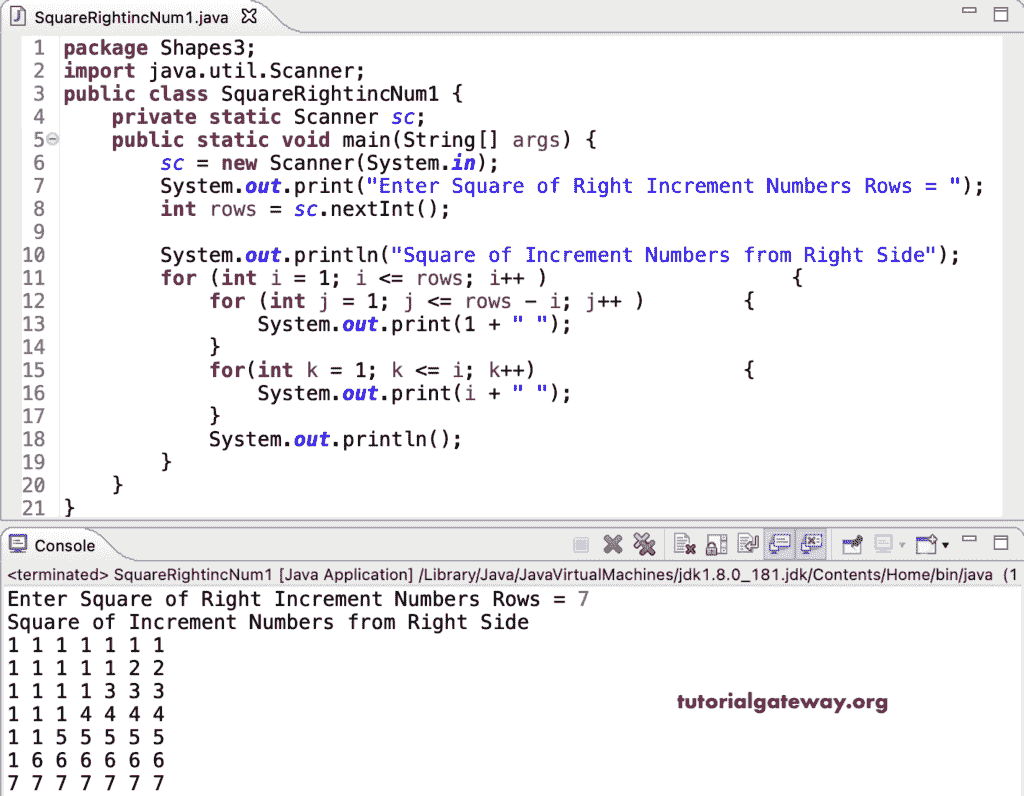 SquareRightincNum1.java
1 package Shapes3;
2 import java.util.Scanner;
3 public class SquareRightincNum1 {
4     private static Scanner sc;
5     public static void main(String[] args) {
6         sc = new Scanner(System.in);
7         System.out.print("Enter Square of Right Increment Numbers Rows = ");
8         int rows = sc.nextInt();
9
10         System.out.println("Square of Increment Numbers from Right Side");
11         for (int i = 1; i <= rows; i++ )                    {
12             for (int j = 1; j <= rows - i; j++ )        {
13                 System.out.print(1 + " ");
14             }
15             for(int k = 1; k <= i; k++)                 {
16                 System.out.print(i + " ");
17             }
18             System.out.println();
19         }
20     }
21 }
Console
<terminated> SquareRightincNum1 [Java Application] /Library/Java/JavaVirtualMachines/jdk1.8.0_181.jdk/Contents/Home/bin/java (1
Enter Square of Right Increment Numbers Rows = 7
Square of Increment Numbers from Right Side
1 1 1 1 1 1 1
1 1 1 1 1 2 2
1 1 1 1 3 3 3
1 1 1 4 4 4 4
1 1 5 5 5 5 5
1 6 6 6 6 6 6
7 7 7 7 7 7 7
tutorialgateway.org